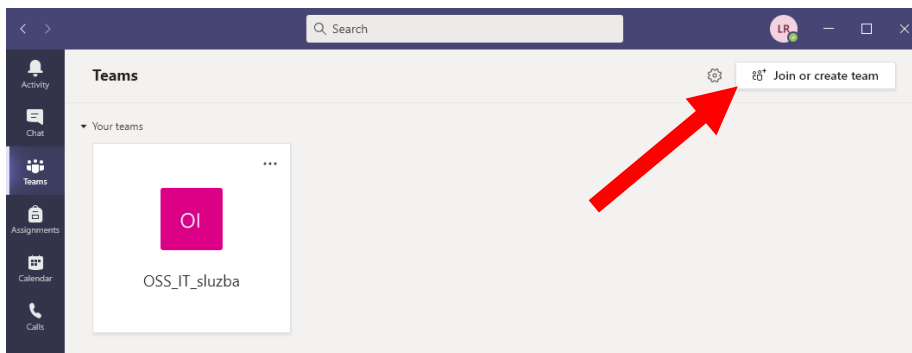 Search
LR
Activity
Chat
Teams
Assignments
Calendar
Calls
Teams
Join or create team
Your teams
...
OI
OSS_IT_sluzba